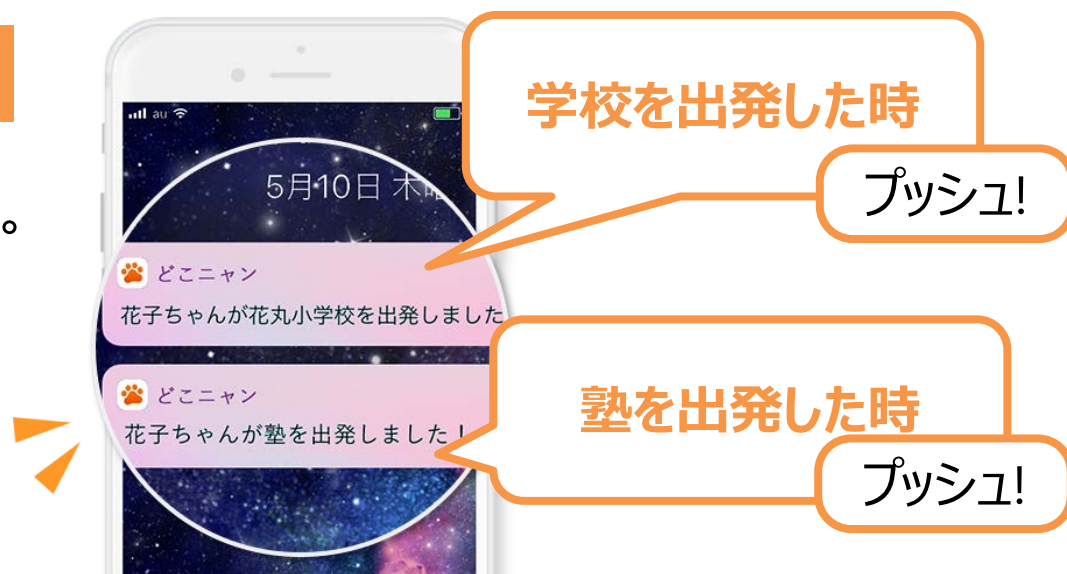 。
au
5月10日 木
学校を出発した時
プッシュ!
どこニャン
花子ちゃんが花丸小学校を出発しました
どこニャン
花子ちゃんが塾を出発しました!
塾を出発した時
プッシュ!